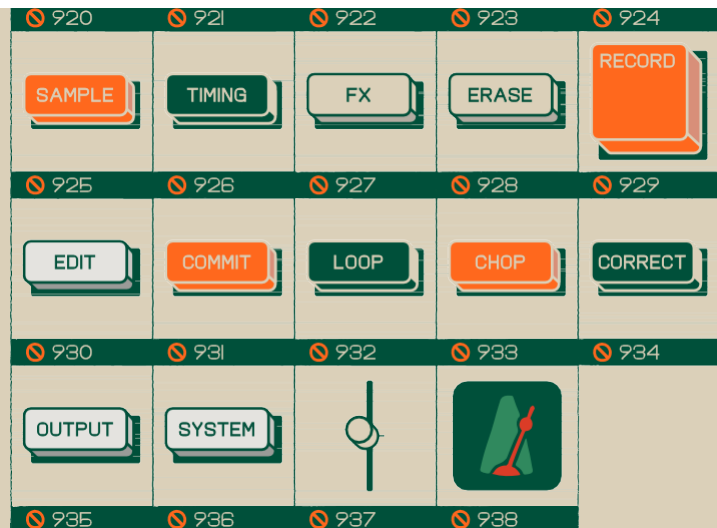 920 921 922 923 924
SAMPLE TIMING FX ERASE RECORD
925 926 927 928 929
EDIT COMMIT LOOP CHOP CORRECT
930 931 932 933 934
OUTPUT SYSTEM
935 936 937 938